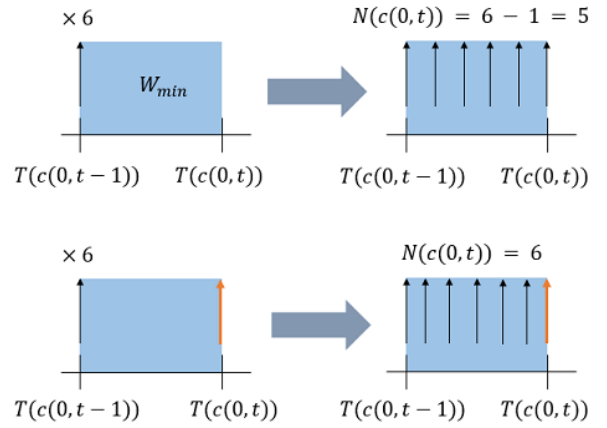 × 6
N(c(0, t)) = 6 − 1 = 5
W_min
T(c(0, t − 1)) T(c(0, t))
T(c(0, t − 1)) T(c(0, t))
× 6
N(c(0, t)) = 6
T(c(0, t − 1)) T(c(0, t))
T(c(0, t − 1)) T(c(0, t))